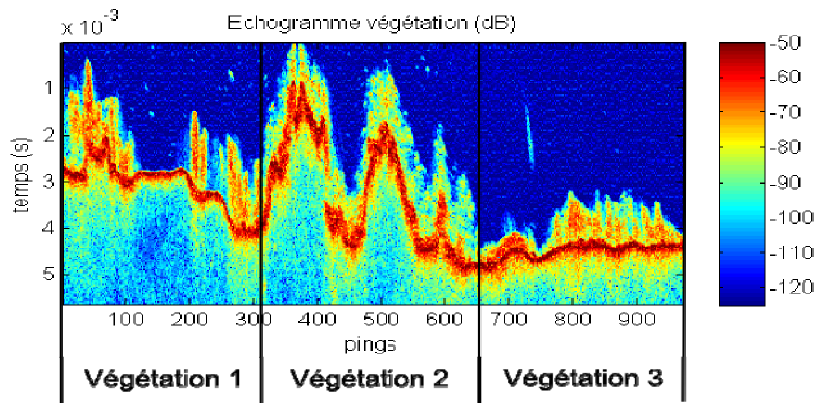 Echogramme végétation (dB)
x 10⁻³
temps (s)
1
2
3
4
5
100 200 300 400 500 600 700 800 900
pings
-50
-60
-70
-80
-90
-100
-110
-120
Végétation 1 Végétation 2 Végétation 3